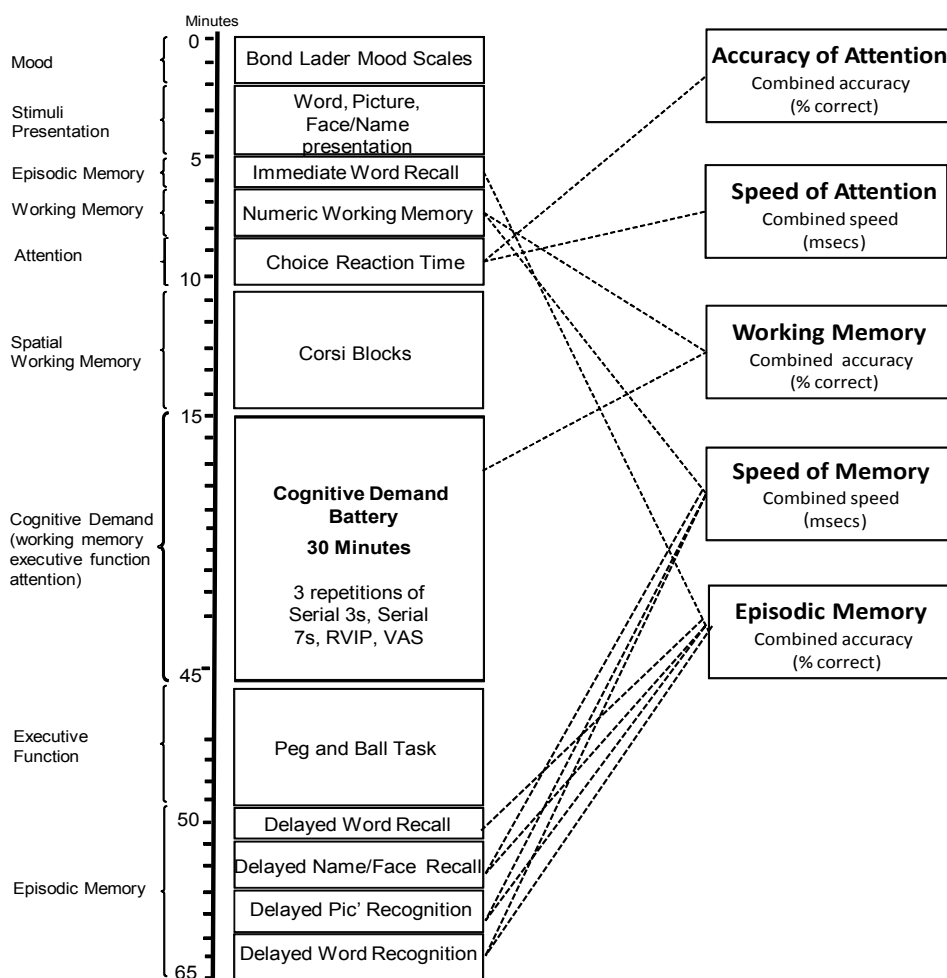 Minutes
0
5
10
15
45
50
65
Mood
Stimuli
Presentation
Episodic Memory
Working Memory
Attention
Spatial
Working Memory
Cognitive Demand
(working memory
executive function
attention)
Executive
Function
Episodic Memory
Bond Lader Mood Scales
Word, Picture,
Face/Name
presentation
Immediate Word Recall
Numeric Working Memory
Choice Reaction Time
Corsi Blocks
Cognitive Demand
Battery
30 Minutes
3 repetitions of
Serial 3s, Serial
7s, RVIP, VAS
Peg and Ball Task
Delayed Word Recall
Delayed Name/Face Recall
Delayed Pic’ Recognition
Delayed Word Recognition
Accuracy of Attention
Combined accuracy
(% correct)
Speed of Attention
Combined speed
(msecs)
Working Memory
Combined accuracy
(% correct)
Speed of Memory
Combined speed
(msecs)
Episodic Memory
Combined accuracy
(% correct)